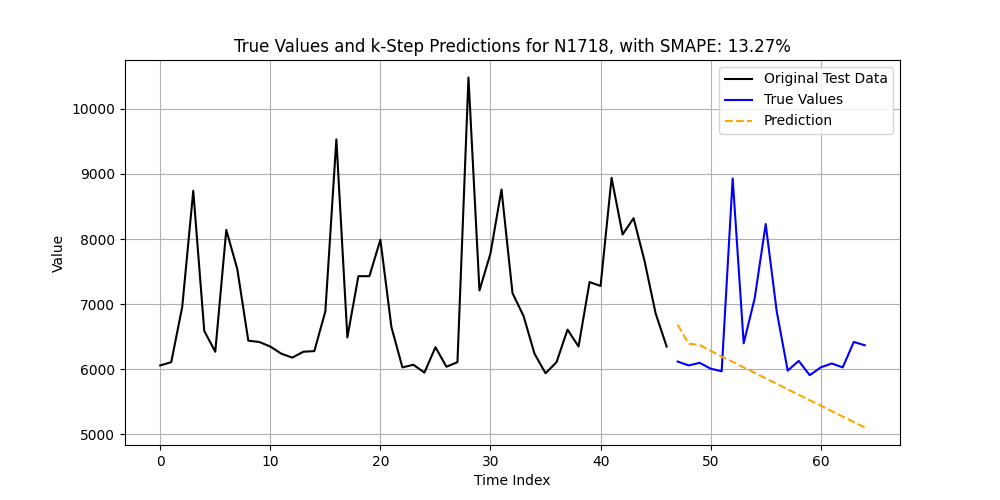 True Values and k-Step Predictions for N1718, with SMAPE: 13.27%
Original Test Data
True Values
Prediction
Value
10000
9000
8000
7000
6000
5000
0 10 20 30 40 50 60
Time Index